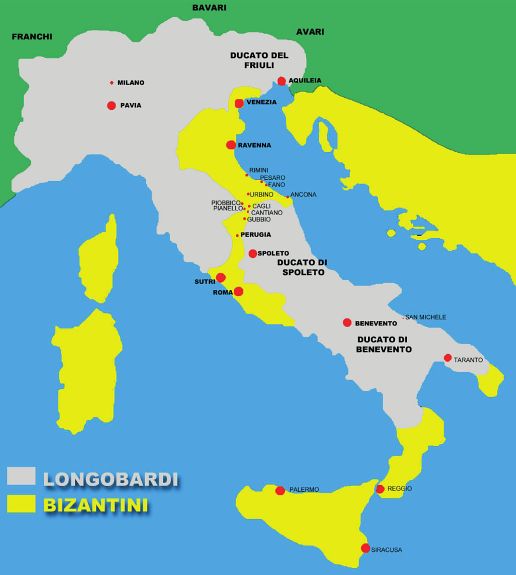 BAVARI
FRANCHI
AVARI
DUCATO DEL
FRIULI
MILANO
AQUILEIA
PAVIA
VENEZIA
RAVENNA
RIMINI
PESARO
FANO
URBINO
ANCONA
PIOBBICO
CAGLI
PIANELLO
CANTIANO
GUBBIO
PERUGIA
SPOLETO
DUCATO DI
SPOLETO
SUTRI
ROMA
SAN MICHELE
BENEVENTO
DUCATO DI
BENEVENTO
TARANTO
LONGOBARDI
BIZANTINI
PALERMO
REGGIO
SIRACUSA